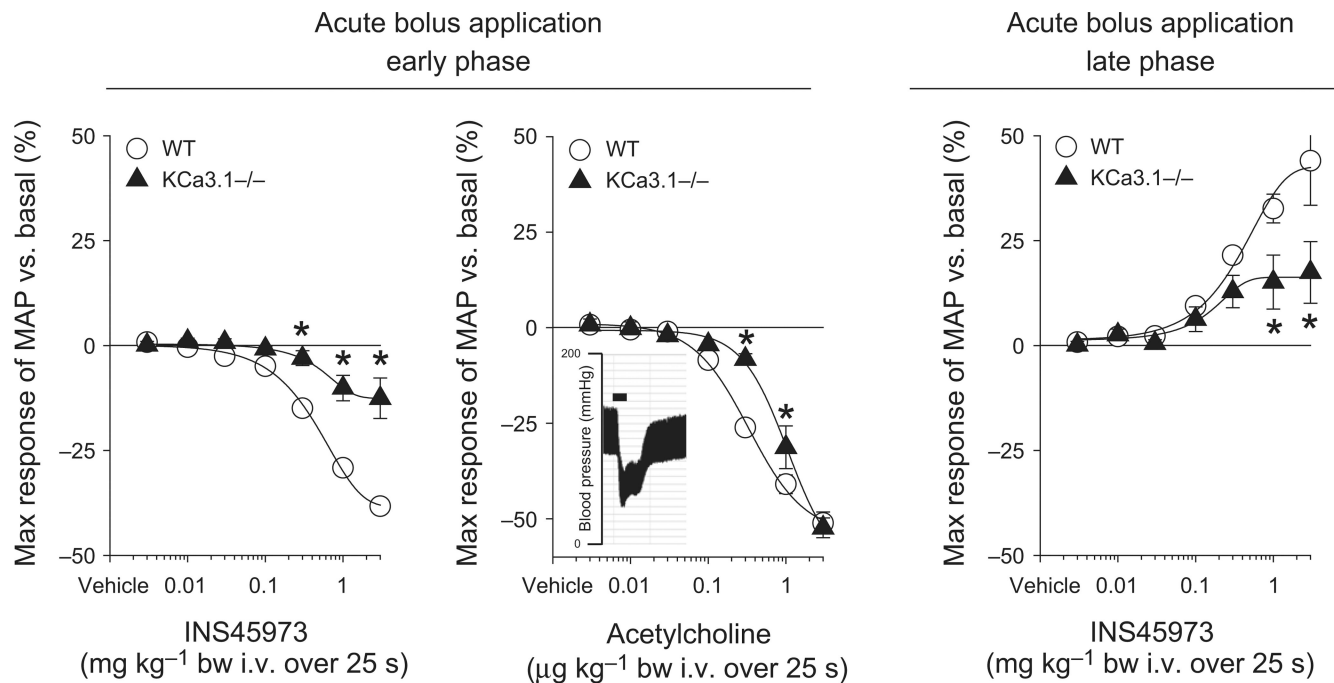 Acute bolus application
early phase
Acute bolus application
late phase
Max response of MAP vs. basal (%)
50
25
0
–25
–50
WT
KCa3.1–/–
*
*
*
Vehicle 0.01 0.1 1
INS45973
(mg kg⁻¹ bw i.v. over 25 s)
Max response of MAP vs. basal (%)
50
25
0
–25
–50
WT
KCa3.1–/–
*
*
Blood pressure (mmHg)
200
0
Vehicle 0.01 0.1 1
Acetylcholine
(μg kg⁻¹ bw i.v. over 25 s)
Max response of MAP vs. basal (%)
50
25
0
–25
–50
WT
KCa3.1–/–
*
*
Vehicle 0.01 0.1 1
INS45973
(mg kg⁻¹ bw i.v. over 25 s)